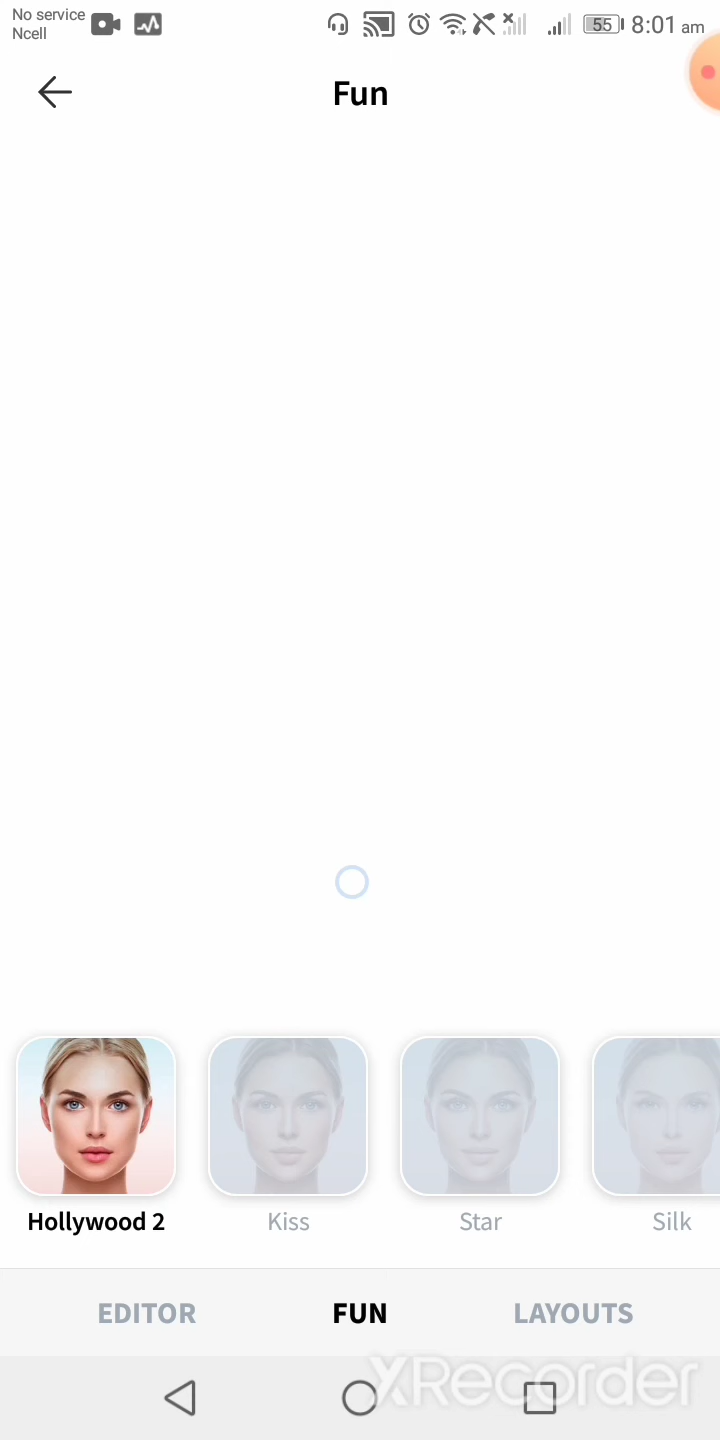 No service
Ncell
55
8:01 am
Fun
Hollywood 2
Kiss
Star
Silk
EDITOR
FUN
LAYOUTS
XRecorder